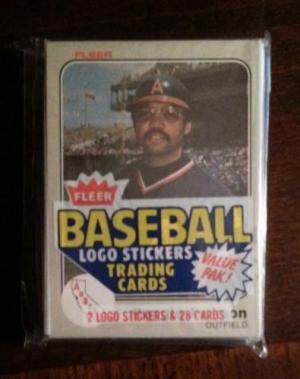 FLEER
A
FLEER
BASEBALL
LOGO STICKERS
TRADING
CARDS
VALUE
PAK!
2 LOGO STICKERS & 28 CARDS
on
OUTFIELD